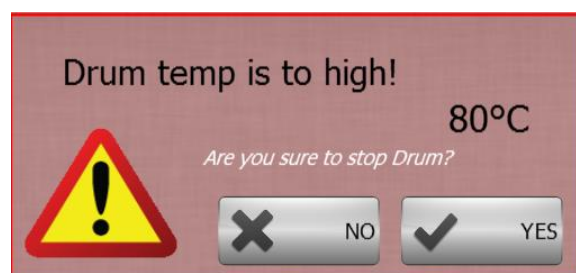 Drum temp is to high!
80°C
Are you sure to stop Drum?
NO
YES